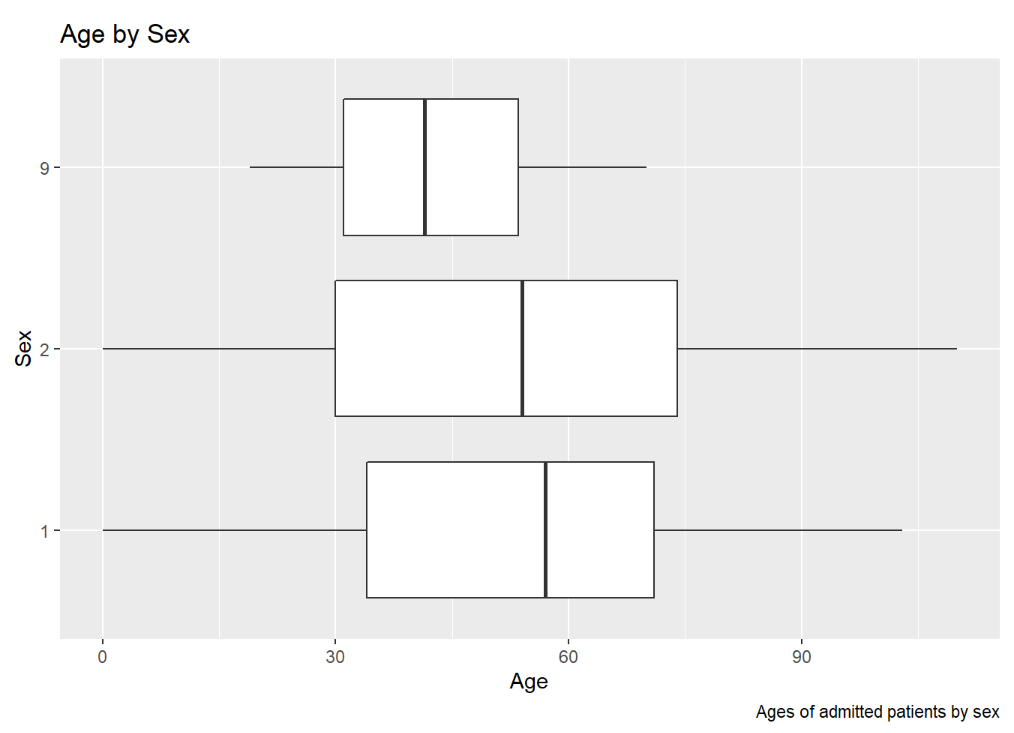 Age by Sex
9
2
1
Sex
0 30 60 90
Age
Ages of admitted patients by sex